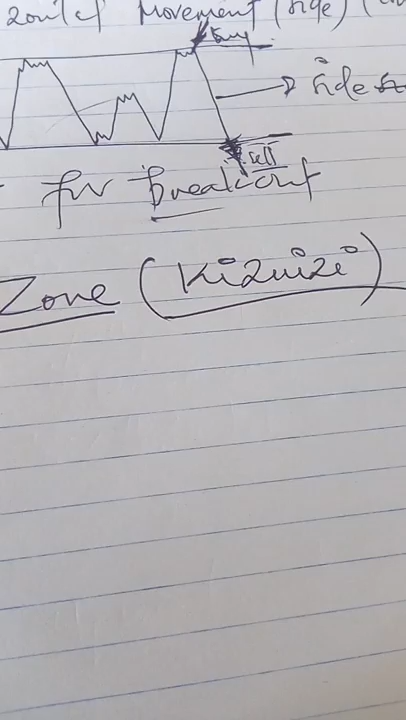 Movement (side)
buy
side
sell
for Breakout
Zone (Kizuizi)